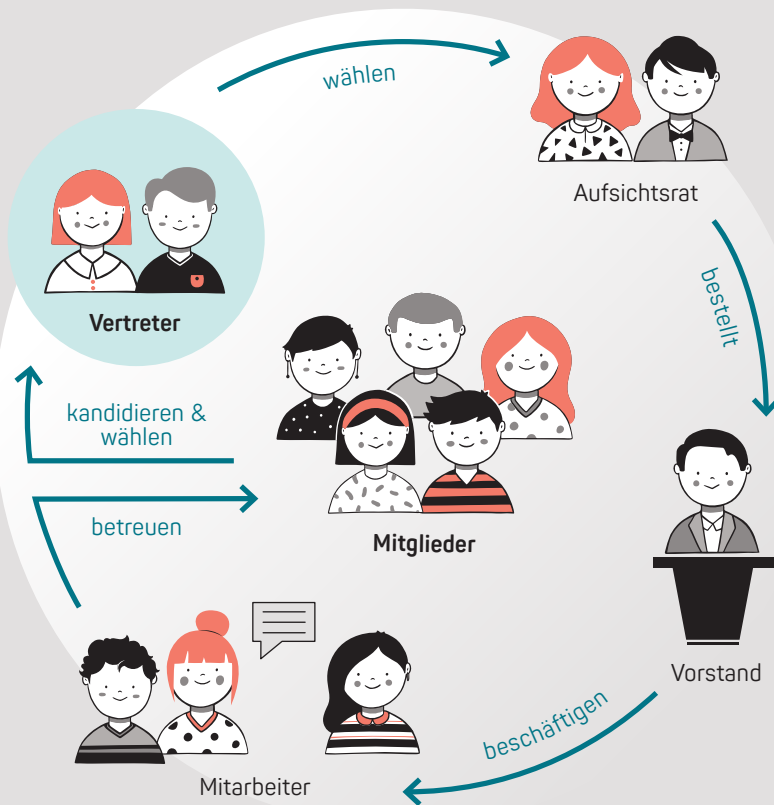 wählen
Aufsichtsrat
bestellt
Vertreter
kandidieren &
wählen
betreuen
Mitglieder
Vorstand
beschäftigen
Mitarbeiter